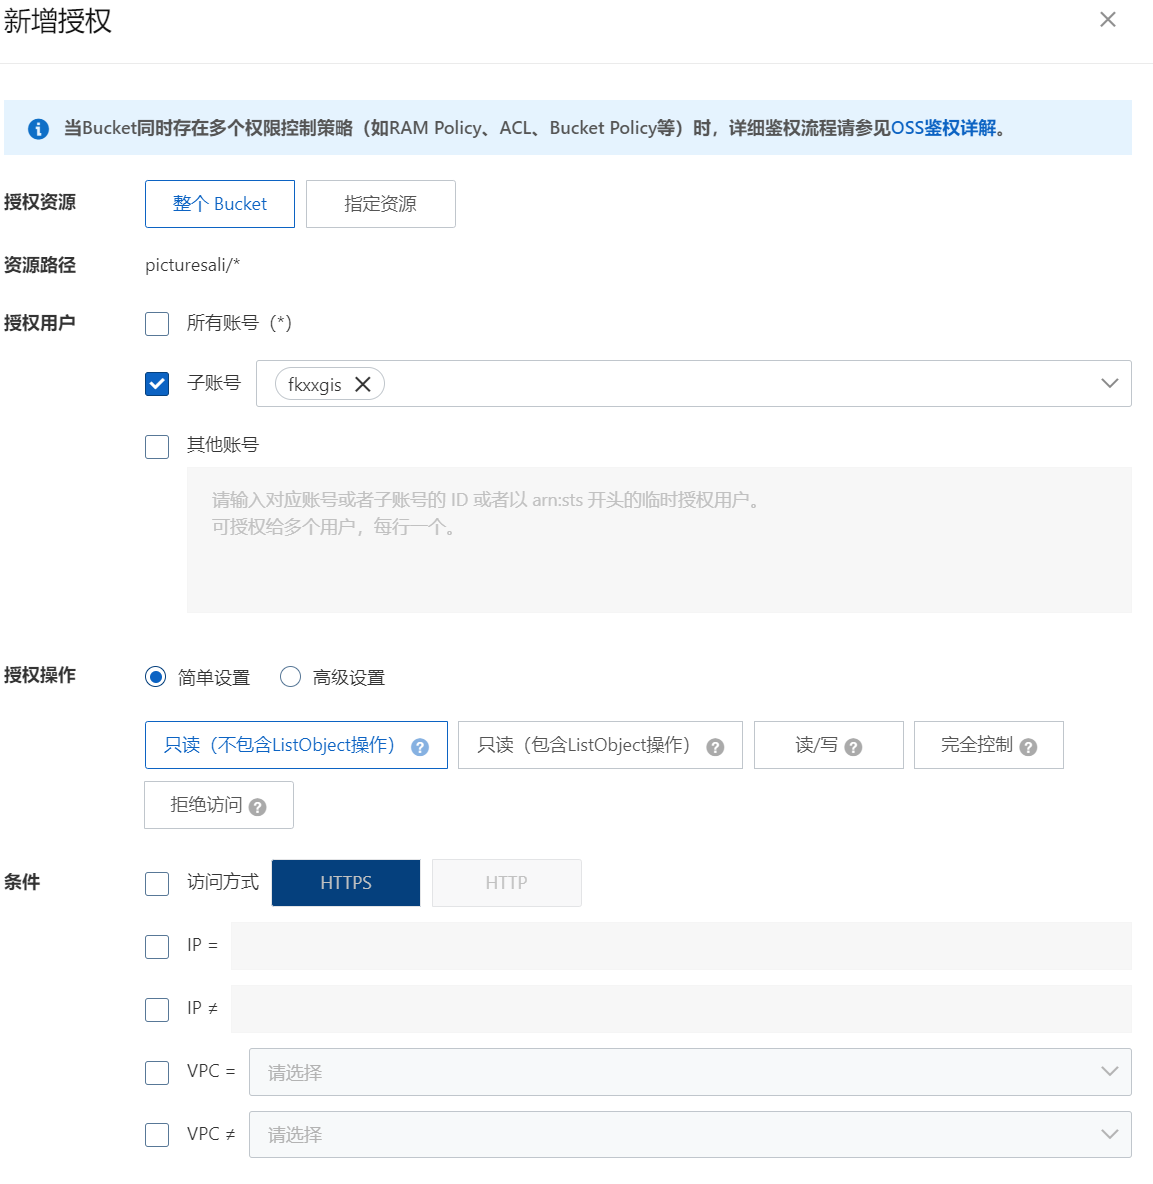 新增授权
当Bucket同时存在多个权限控制策略（如RAM Policy、ACL、Bucket Policy等）时，详细鉴权流程请参见OSS鉴权详解。
授权资源 整个 Bucket 指定资源
资源路径 picturesali/*
授权用户 所有账号（*）
子账号 fkxxgis
其他账号
请输入对应账号或者子账号的 ID 或者以 arn:sts 开头的临时授权用户。
可授权给多个用户，每行一个。
授权操作 简单设置 高级设置
只读（不包含ListObject操作） ? 只读（包含ListObject操作） ? 读/写 ? 完全控制 ?
拒绝访问 ?
条件 访问方式 HTTPS HTTP
IP =
IP ≠
VPC = 请选择
VPC ≠ 请选择